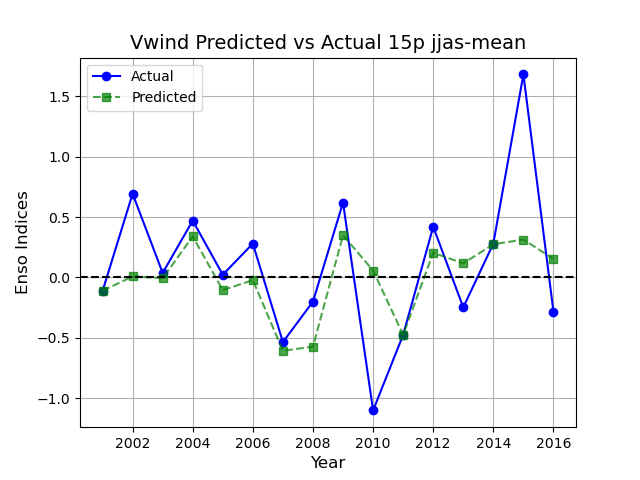 Vwind Predicted vs Actual 15p jjas-mean
Actual
Predicted
Enso Indices
1.5
1.0
0.5
0.0
−0.5
−1.0
2002 2004 2006 2008 2010 2012 2014 2016
Year